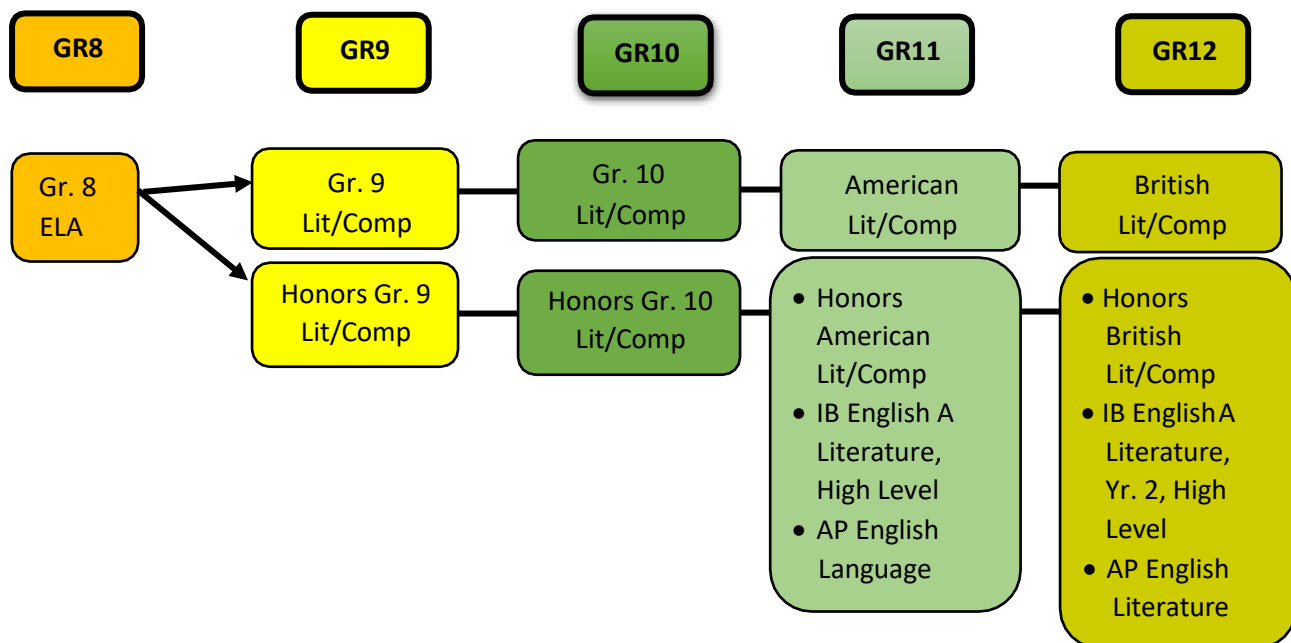 GR8
GR9
GR10
GR11
GR12
Gr. 8
ELA
Gr. 9
Lit/Comp
Gr. 10
Lit/Comp
American
Lit/Comp
British
Lit/Comp
Honors Gr. 9
Lit/Comp
Honors Gr. 10
Lit/Comp
• Honors
American
Lit/Comp
• IB English A
Literature,
High Level
• AP English
Language
• Honors
British
Lit/Comp
• IB English A
Literature,
Yr. 2, High
Level
• AP English
Literature